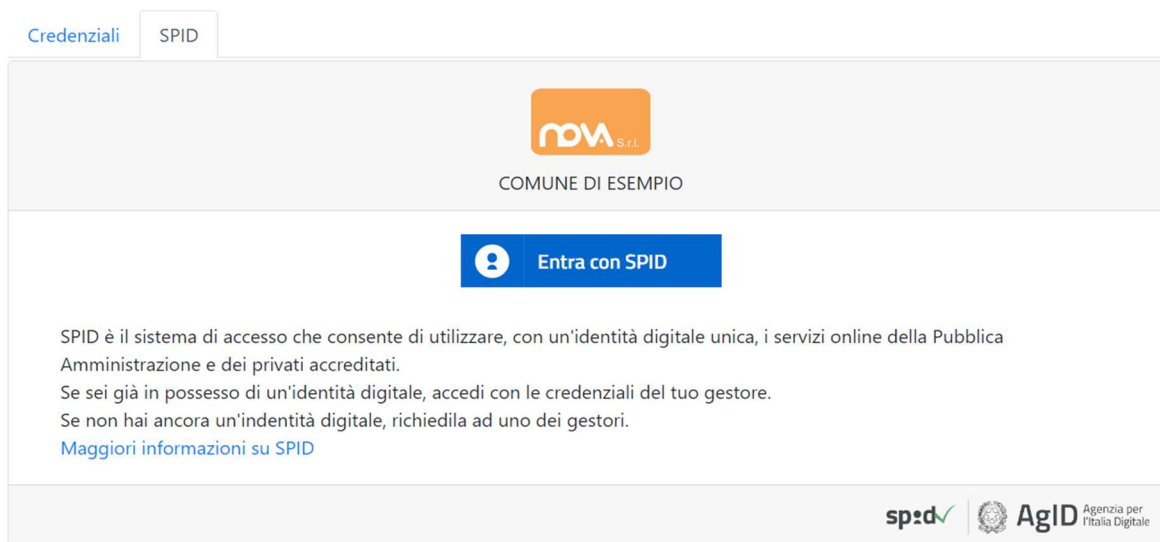 Credenziali SPID
NOVA S.r.l.
COMUNE DI ESEMPIO
Entra con SPID
SPID è il sistema di accesso che consente di utilizzare, con un'identità digitale unica, i servizi online della Pubblica
Amministrazione e dei privati accreditati.
Se sei già in possesso di un'identità digitale, accedi con le credenziali del tuo gestore.
Se non hai ancora un'indentità digitale, richiedila ad uno dei gestori.
Maggiori informazioni su SPID
spid AgID Agenzia per
l'Italia Digitale